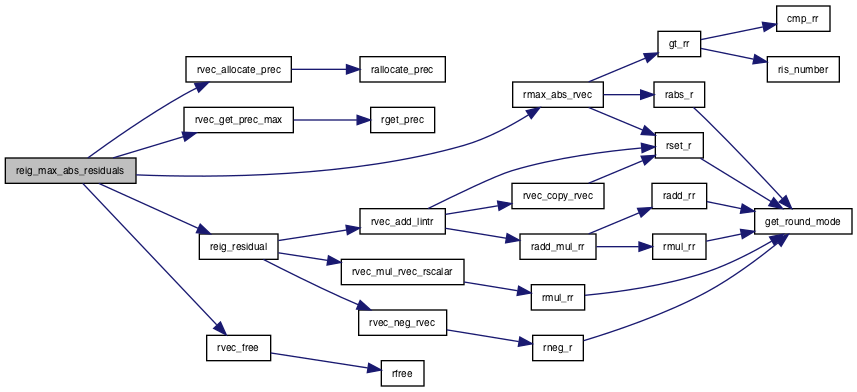 cmp_rr
gt_rr
rvec_allocate_prec
rallocate_prec
ris_number
rmax_abs_rvec
rabs_r
rvec_get_prec_max
rget_prec
rset_r
reig_max_abs_residuals
rvec_copy_rvec
radd_rr
rvec_add_lintr
get_round_mode
reig_residual
radd_mul_rr
rmul_rr
rvec_mul_rvec_rscalar
rmul_rr
rvec_neg_rvec
rvec_free
rneg_r
rfree